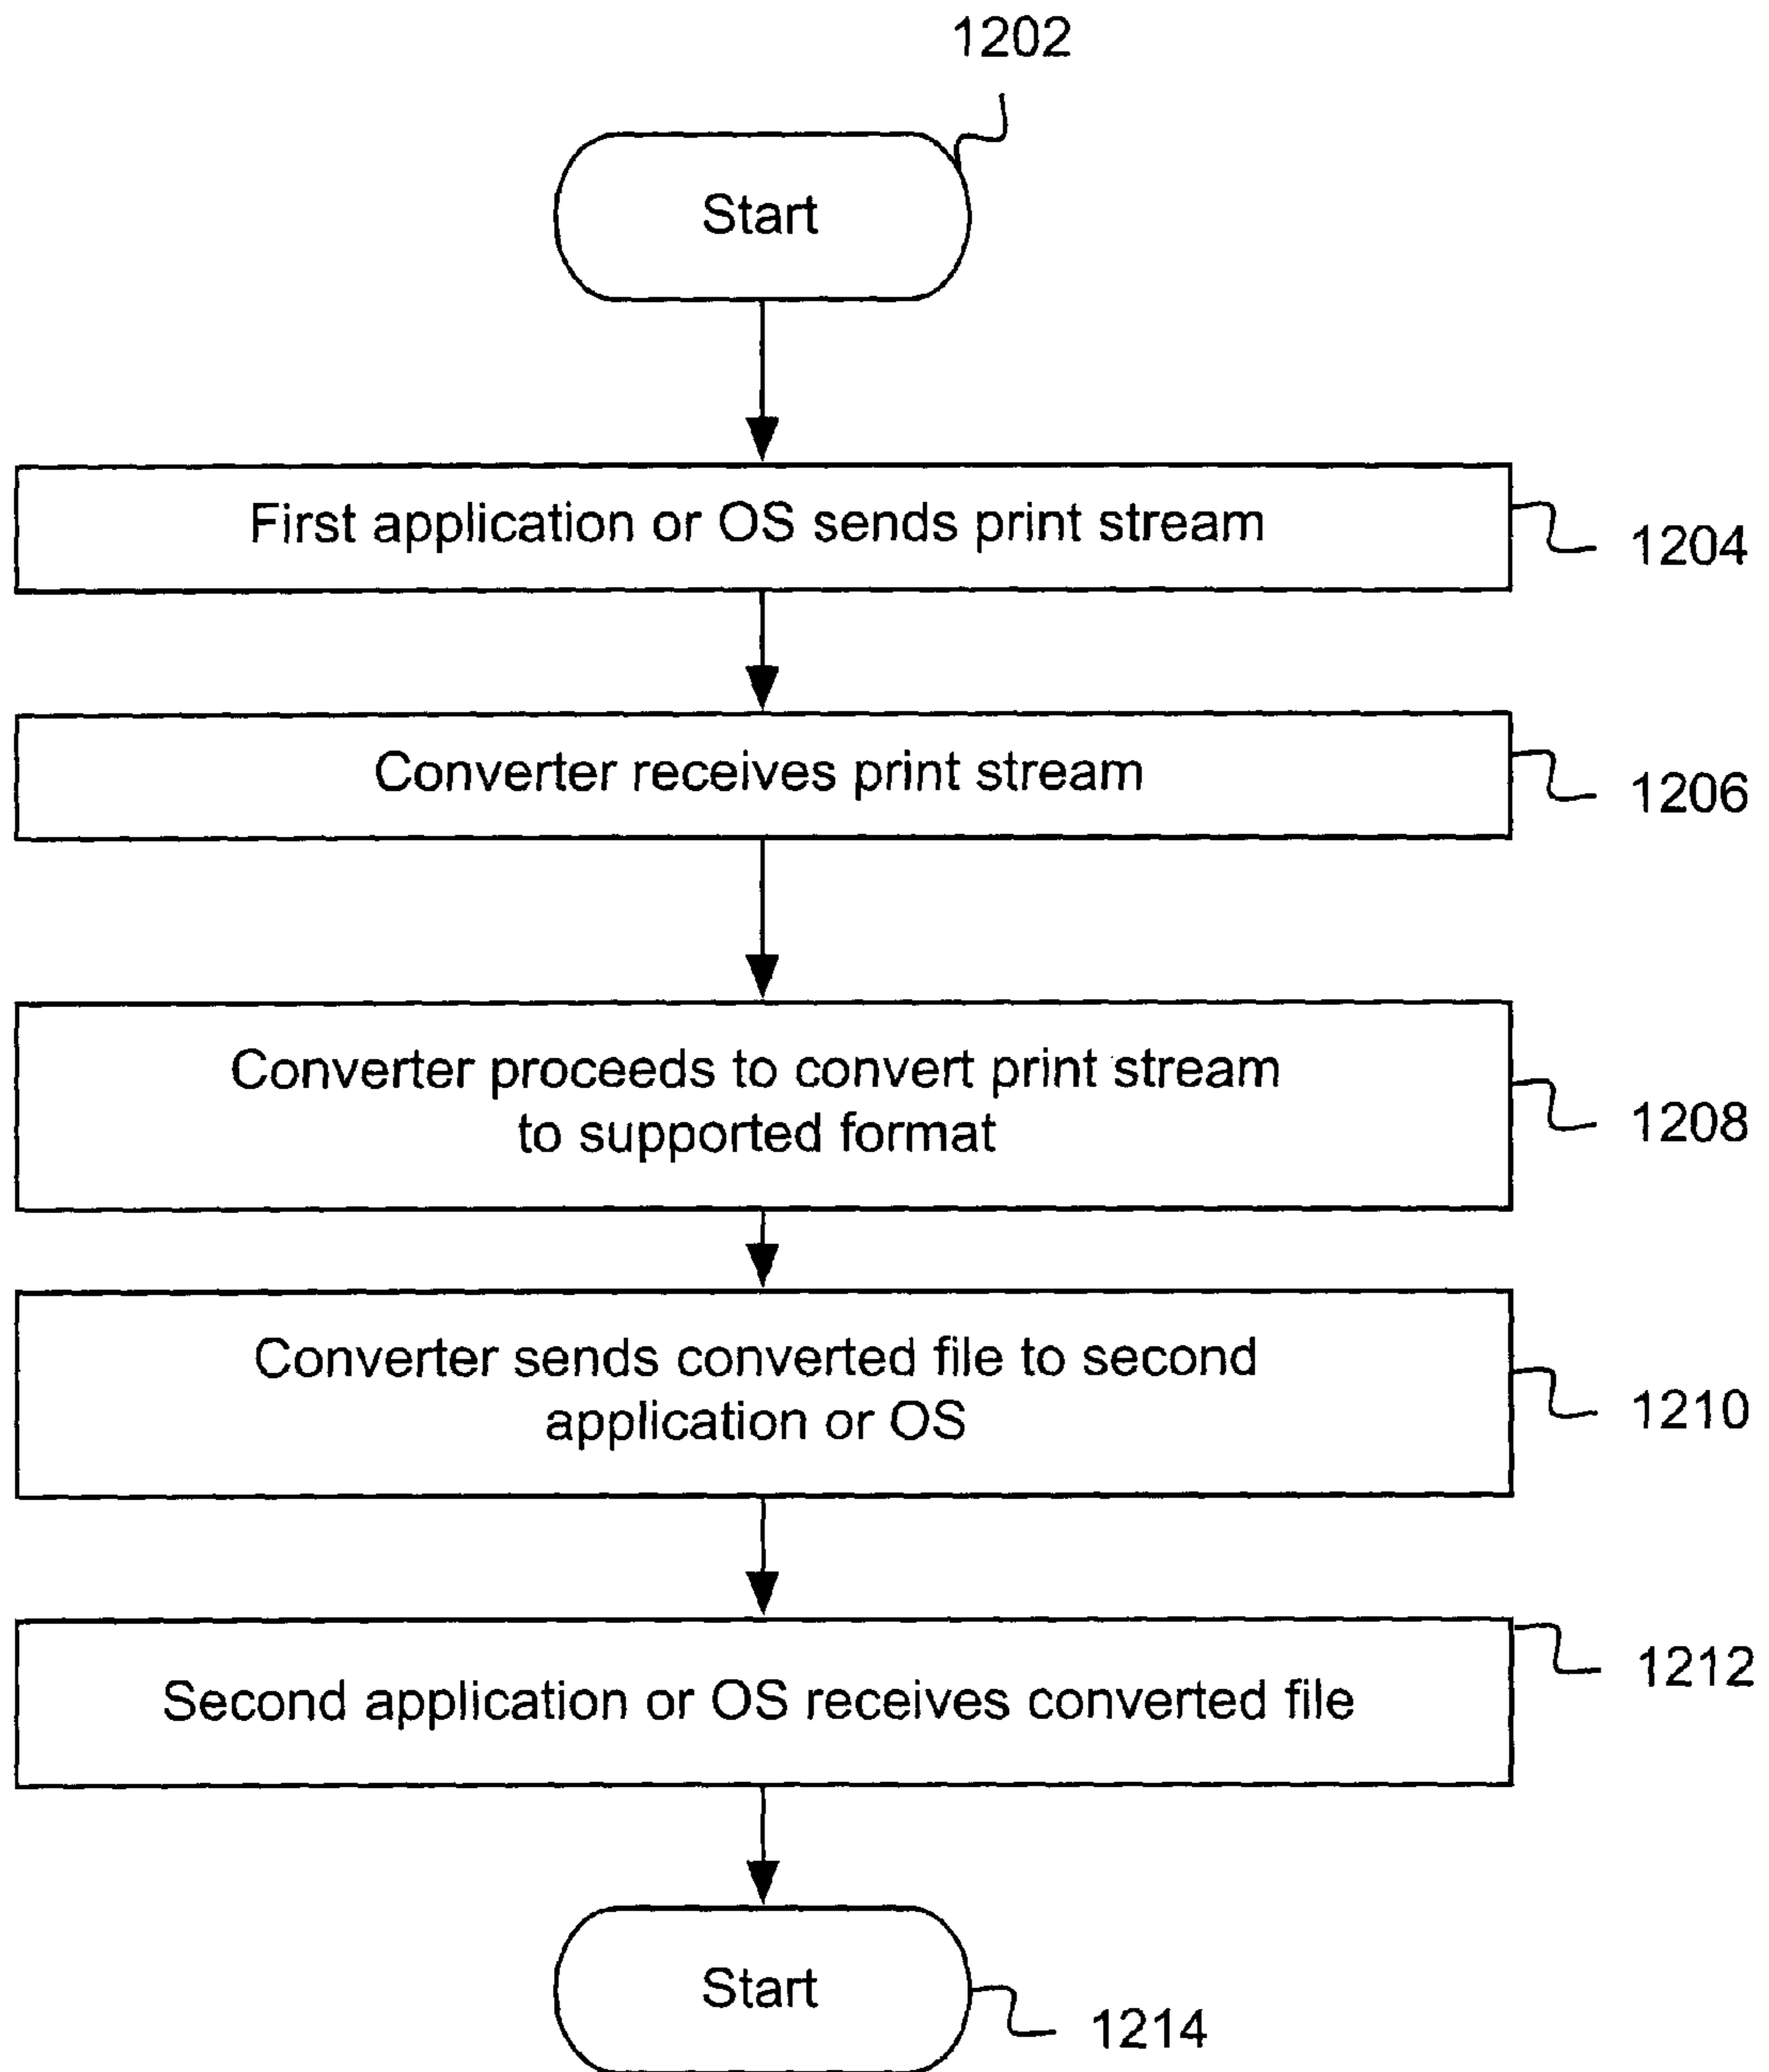 1202
Start
First application or OS sends print stream
1204
Converter receives print stream
1206
Converter proceeds to convert print stream
to supported format
1208
Converter sends converted file to second
application or OS
1210
Second application or OS receives converted file
1212
Start
1214